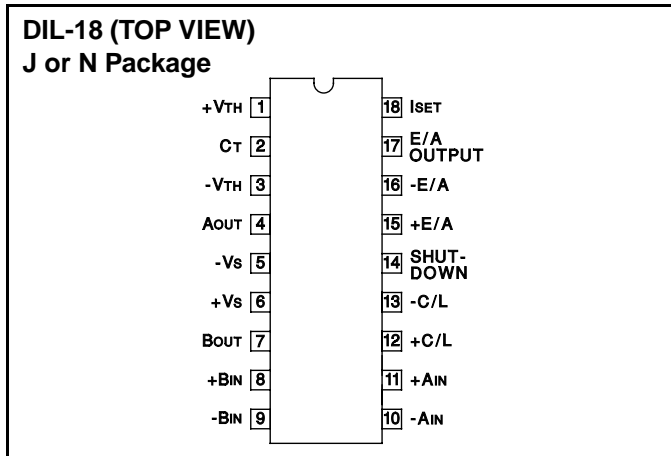 DIL-18 (TOP VIEW)
J or N Package
+VTH 1
CT 2
-VTH 3
AOUT 4
-VS 5
+VS 6
BOUT 7
+BIN 8
-BIN 9
18 ISET
17 E/A
OUTPUT
16 -E/A
15 +E/A
14 SHUT-
DOWN
13 -C/L
12 +C/L
11 +AIN
10 -AIN